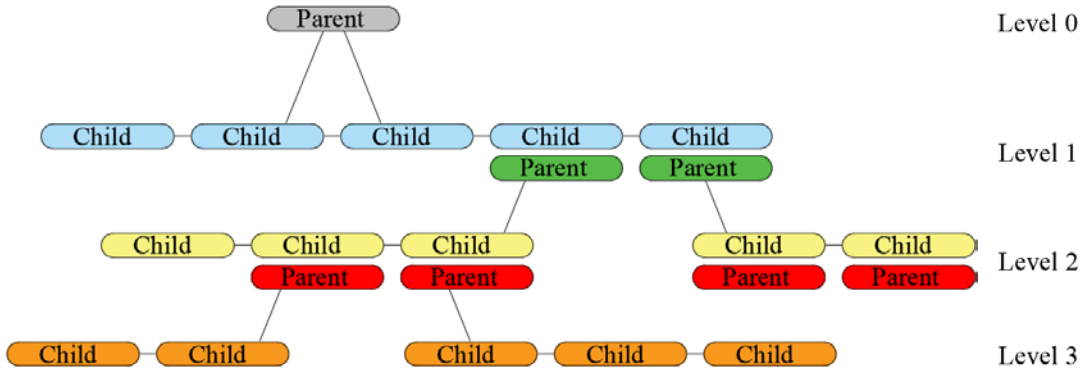 Parent Level 0
Child Child Child Child Child
Level 1
Parent Parent
Child Child Child Child Child
Level 2
Parent Parent Parent Parent
Child Child Child Child Child Level 3